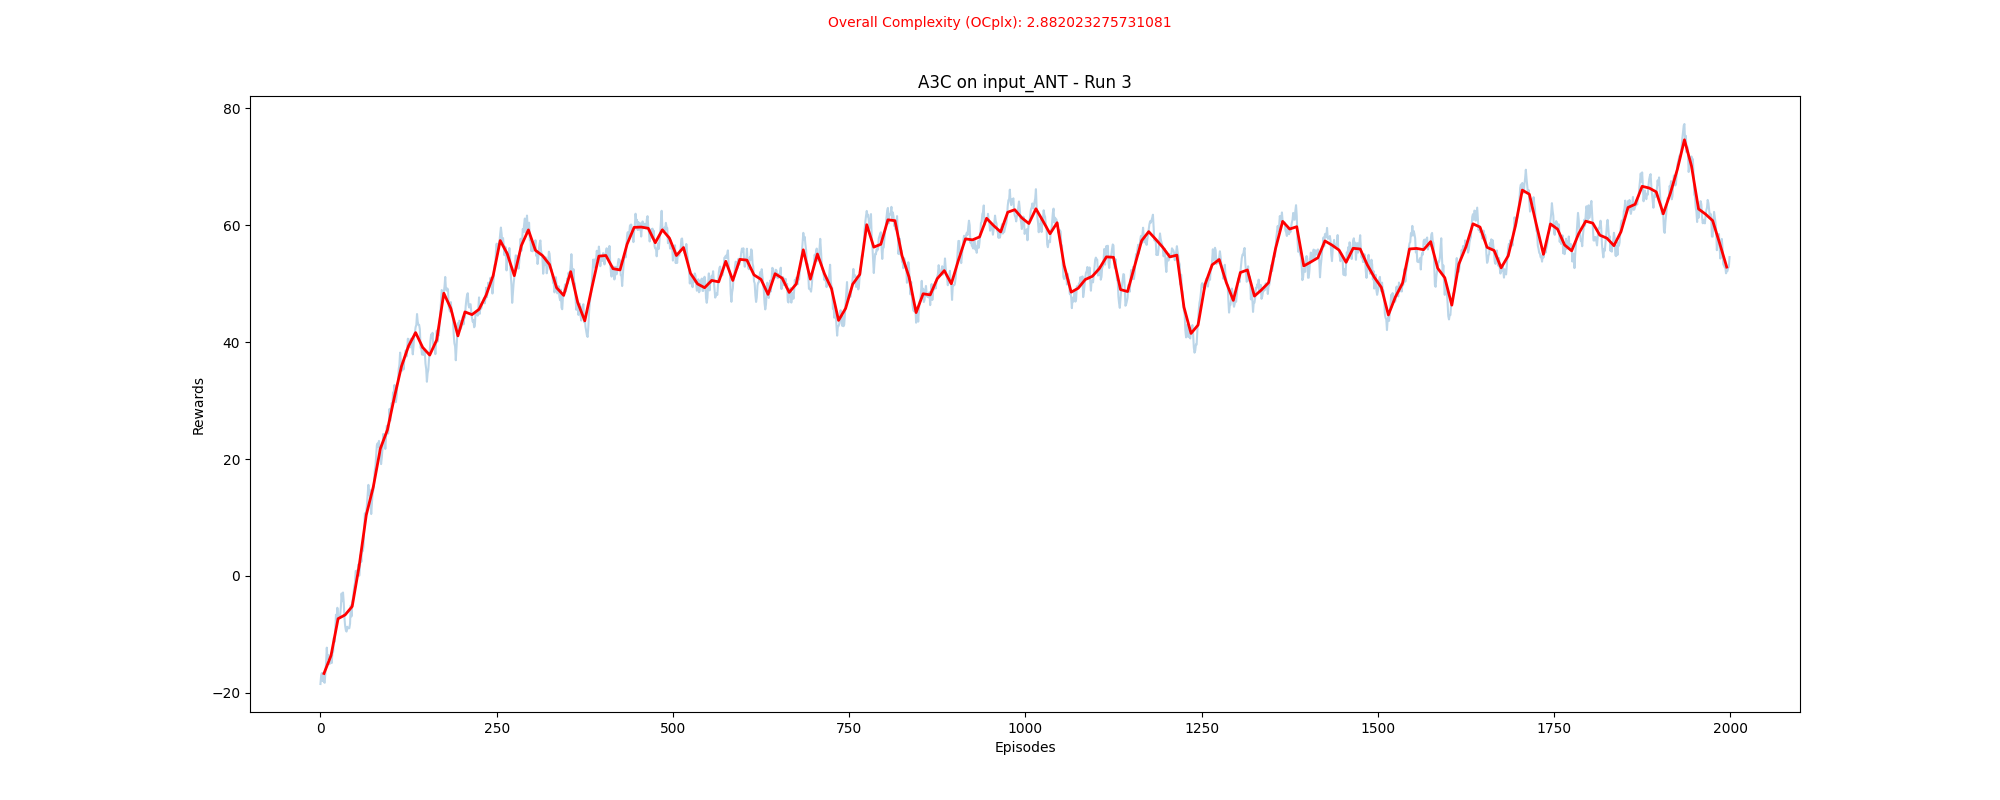 Overall Complexity (OCplx): 2.882023275731081
A3C on input_ANT - Run 3
80
60
40
20
0
−20
Rewards
0 250 500 750 1000 1250 1500 1750 2000
Episodes